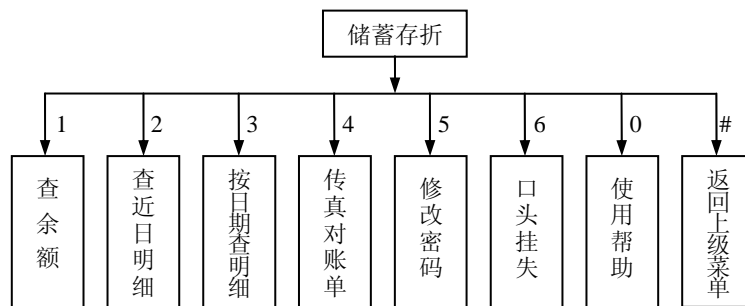 储蓄存折
1 2 3 4 5 6 0 #
查余额
查近日明细
按日期查明细
传真对账单
修改密码
口头挂失
使用帮助
返回上级菜单